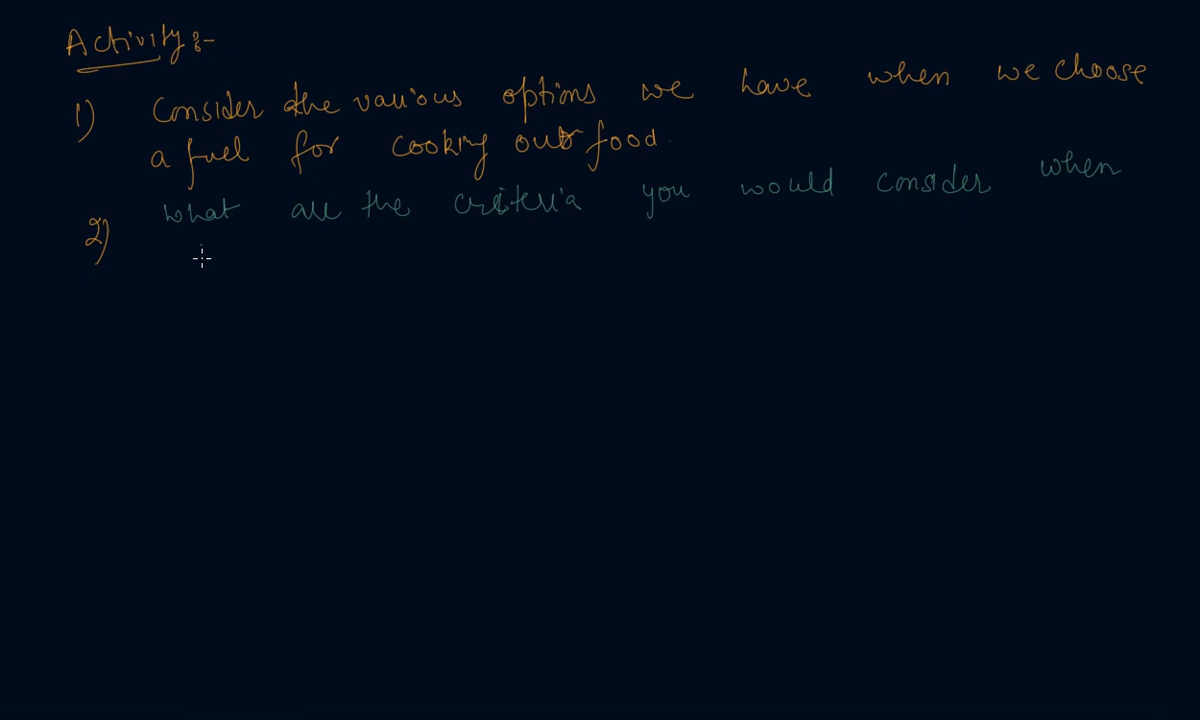 Activity :-
1) Consider the various options we have when we choose
a fuel for cooking our food.
2) What are the criteria you would consider when